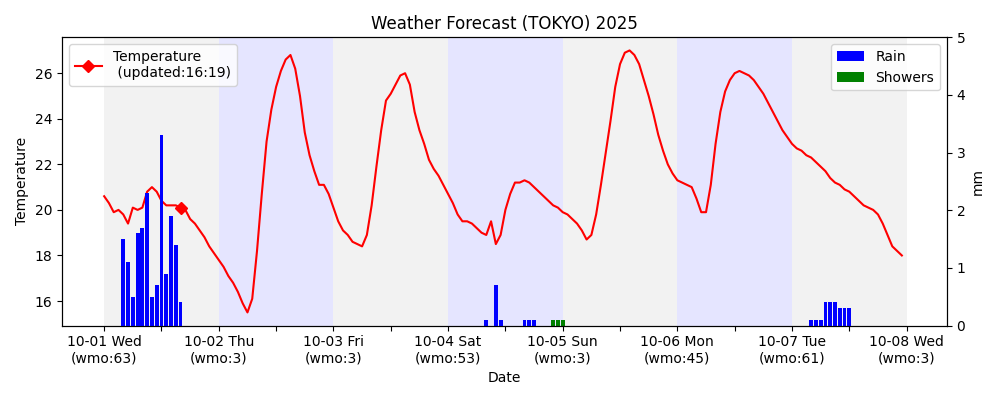 Weather Forecast (TOKYO) 2025
Temperature
(updated:16:19)
Rain
Showers
Temperature
26
24
22
20
18
16
5
4
3
2
1
0
mm
10-01 Wed
(wmo:63)
10-02 Thu
(wmo:3)
10-03 Fri
(wmo:3)
10-04 Sat
(wmo:53)
10-05 Sun
(wmo:3)
10-06 Mon
(wmo:45)
10-07 Tue
(wmo:61)
10-08 Wed
(wmo:3)
Date